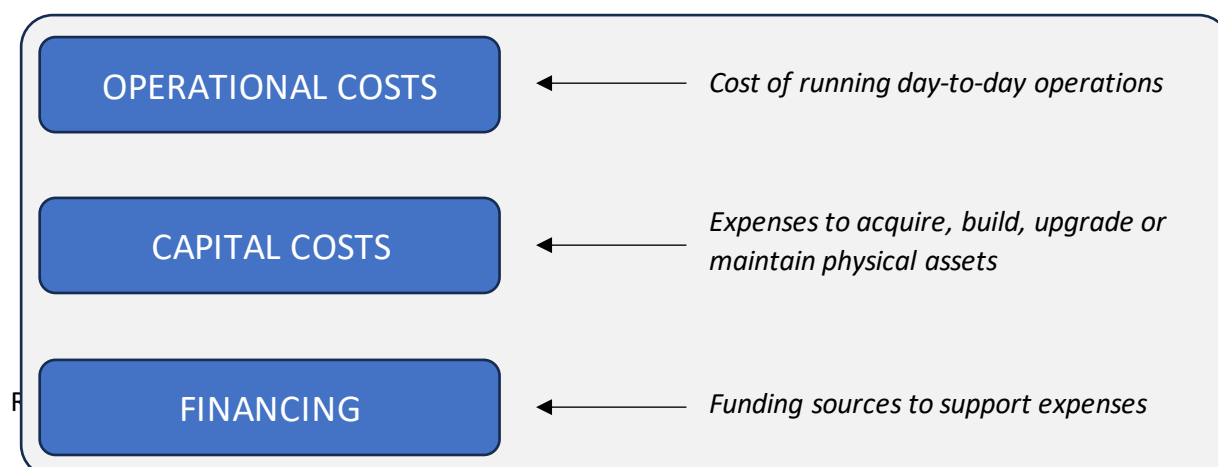 OPERATIONAL COSTS
Cost of running day-to-day operations
CAPITAL COSTS
Expenses to acquire, build, upgrade or
maintain physical assets
FINANCING
Funding sources to support expenses